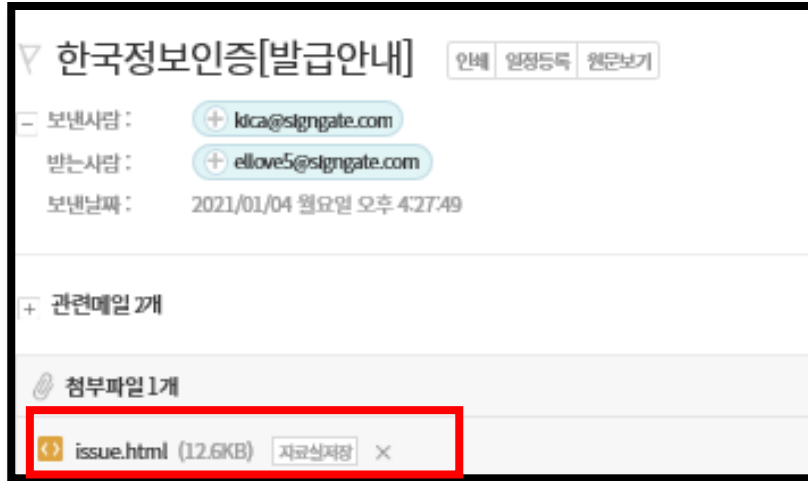 한국정보인증[발급안내] 인쇄 일정등록 원문보기
보낸사람 : kica@signgate.com
받는사람 : ellove5@signgate.com
보낸날짜 : 2021/01/04 월요일 오후 4:27:49
관련메일 2개
첨부파일 1개
issue.html (12.6KB) 자료실저장